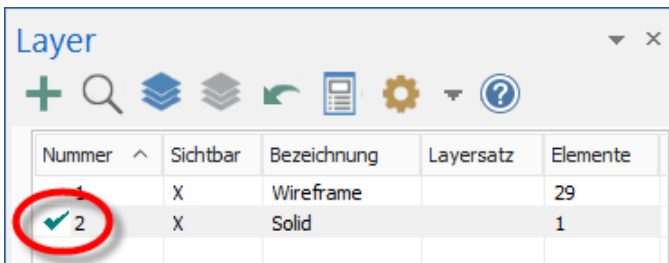 Layer
Nummer Sichtbar Bezeichnung Layersatz Elemente
1 X Wireframe 29
2 X Solid 1